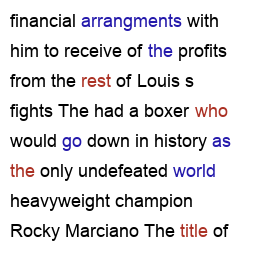 financial arrangments with
him to receive of the profits
from the rest of Louis s
fights The had a boxer who
would go down in history as
the only undefeated world
heavyweight champion
Rocky Marciano The title of